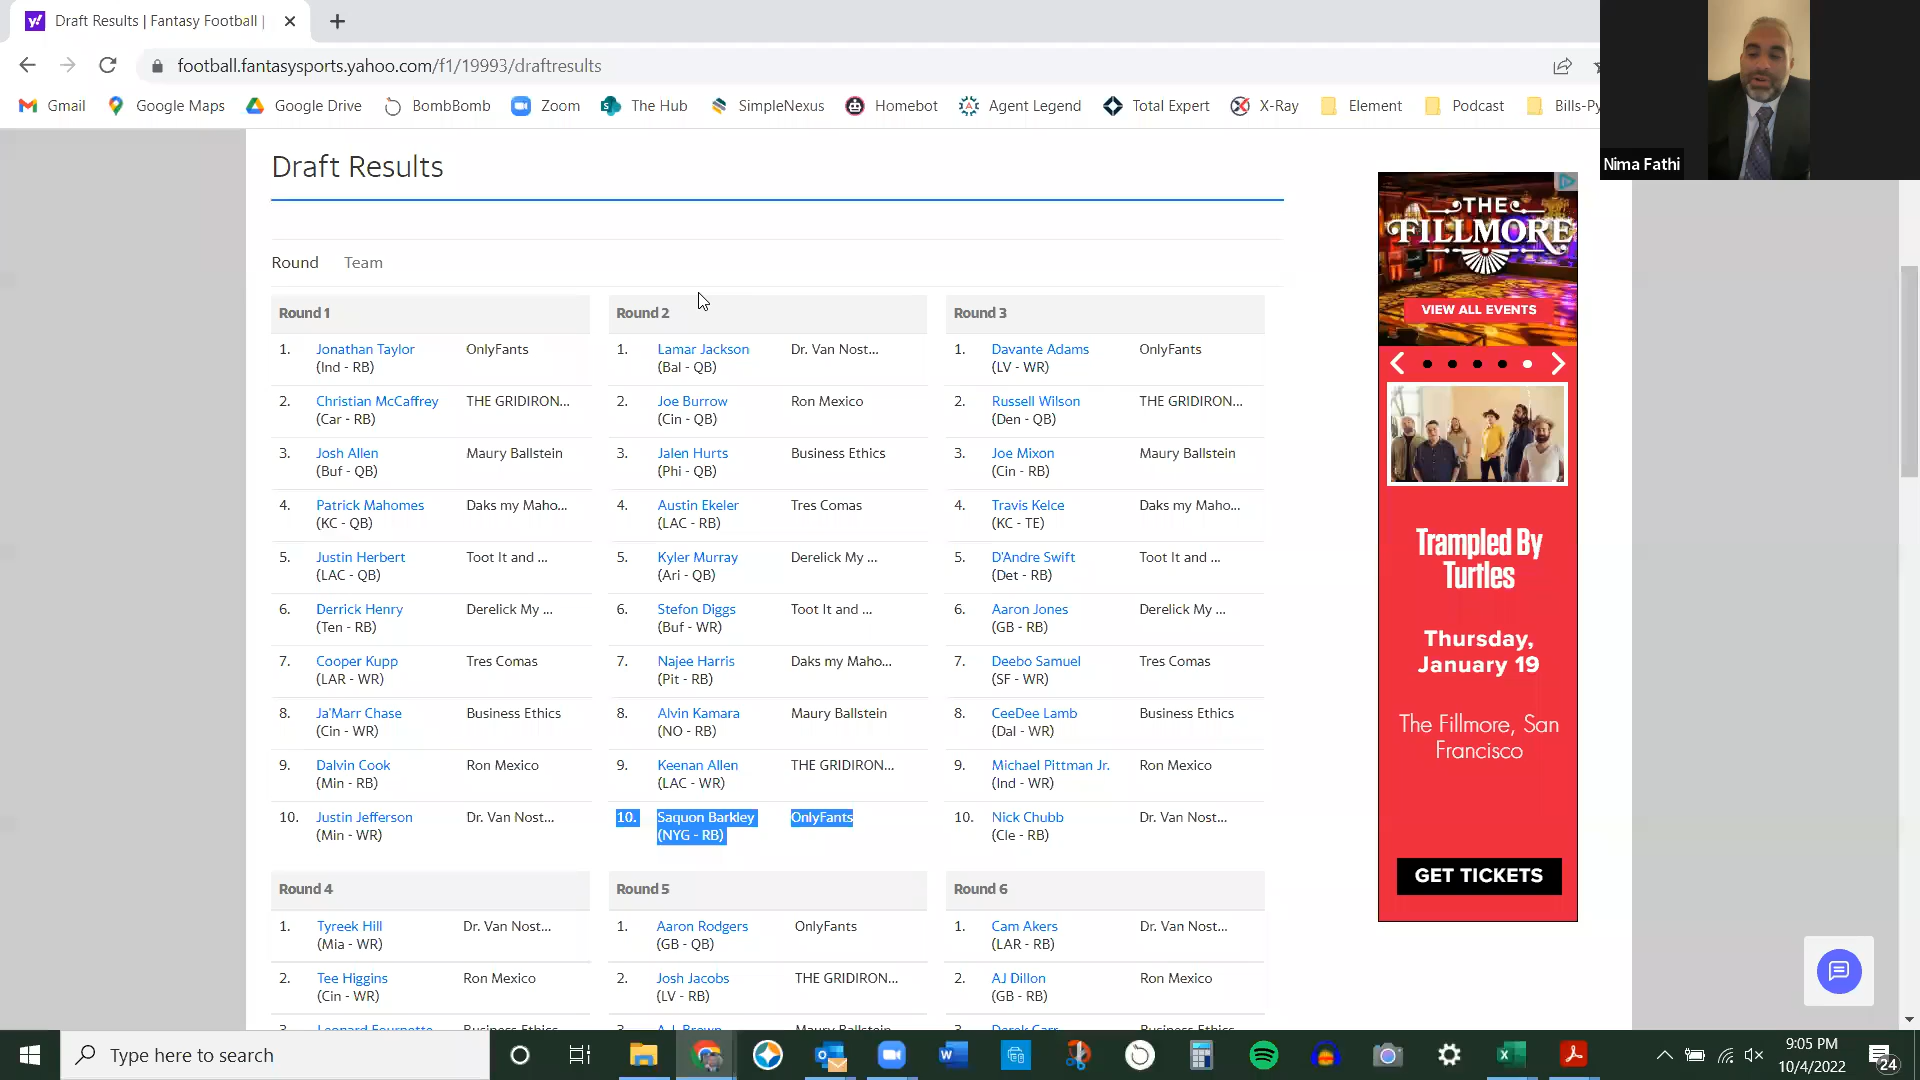 Draft Results | Fantasy Football |
football.fantasysports.yahoo.com/f1/19993/draftresults
Gmail Google Maps Google Drive BombBomb Zoom The Hub SimpleNexus Homebot Agent Legend Total Expert X-Ray Element Podcast Bills-Py
Nima Fathi
Draft Results
Round Team
Round 1
1. Jonathan Taylor OnlyFants
(Ind - RB)
2. Christian McCaffrey THE GRIDIRON...
(Car - RB)
3. Josh Allen Maury Ballstein
(Buf - QB)
4. Patrick Mahomes Daks my Maho...
(KC - QB)
5. Justin Herbert Toot It and ...
(LAC - QB)
6. Derrick Henry Derelick My ...
(Ten - RB)
7. Cooper Kupp Tres Comas
(LAR - WR)
8. Ja'Marr Chase Business Ethics
(Cin - WR)
9. Dalvin Cook Ron Mexico
(Min - RB)
10. Justin Jefferson Dr. Van Nost...
(Min - WR)
Round 2
1. Lamar Jackson Dr. Van Nost...
(Bal - QB)
2. Joe Burrow Ron Mexico
(Cin - QB)
3. Jalen Hurts Business Ethics
(Phi - QB)
4. Austin Ekeler Tres Comas
(LAC - RB)
5. Kyler Murray Derelick My ...
(Ari - QB)
6. Stefon Diggs Toot It and ...
(Buf - WR)
7. Najee Harris Daks my Maho...
(Pit - RB)
8. Alvin Kamara Maury Ballstein
(NO - RB)
9. Keenan Allen THE GRIDIRON...
(LAC - WR)
10. Saquon Barkley OnlyFants
(NYG - RB)
Round 3
1. Davante Adams OnlyFants
(LV - WR)
2. Russell Wilson THE GRIDIRON...
(Den - QB)
3. Joe Mixon Maury Ballstein
(Cin - RB)
4. Travis Kelce Daks my Maho...
(KC - TE)
5. D'Andre Swift Toot It and ...
(Det - RB)
6. Aaron Jones Derelick My ...
(GB - RB)
7. Deebo Samuel Tres Comas
(SF - WR)
8. CeeDee Lamb Business Ethics
(Dal - WR)
9. Michael Pittman Jr. Ron Mexico
(Ind - WR)
10. Nick Chubb Dr. Van Nost...
(Cle - RB)
Round 4
1. Tyreek Hill Dr. Van Nost...
(Mia - WR)
2. Tee Higgins Ron Mexico
(Cin - WR)
3. Leonard Fournette Business Ethics
Round 5
1. Aaron Rodgers OnlyFants
(GB - QB)
2. Josh Jacobs THE GRIDIRON...
(LV - RB)
3. A.J. Brown Maury Ballstein
Round 6
1. Cam Akers Dr. Van Nost...
(LAR - RB)
2. AJ Dillon Ron Mexico
(GB - RB)
3. Derek Carr Business Ethics
THE
FILLMORE
VIEW ALL EVENTS
Trampled By
Turtles
Thursday,
January 19
The Fillmore, San
Francisco
GET TICKETS
Type here to search
9:05 PM
10/4/2022
24